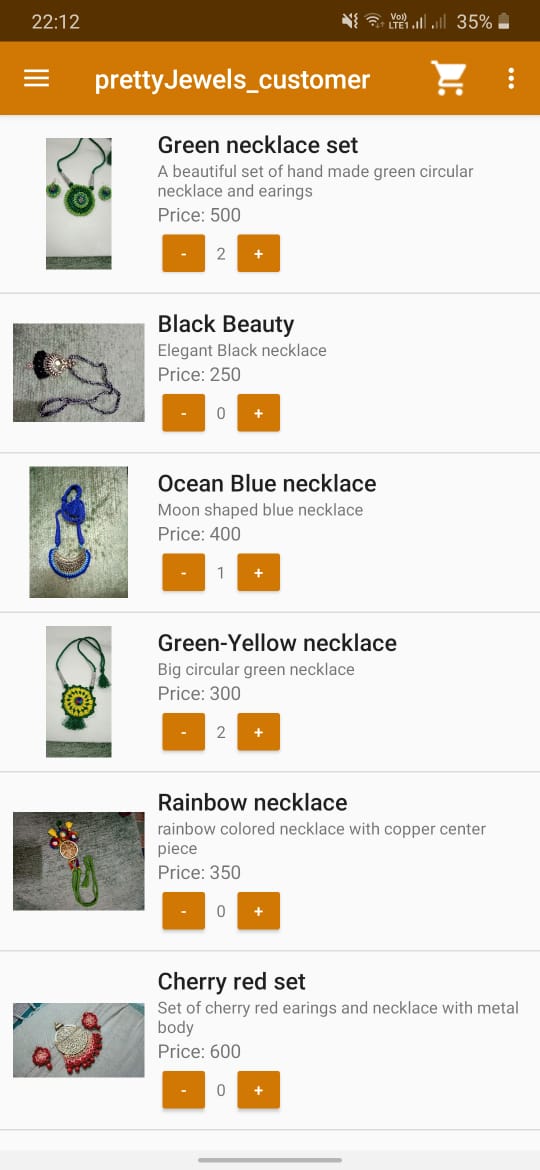 22:12
Vo))
LTE1
35%
prettyJewels_customer
Green necklace set
A beautiful set of hand made green circular
necklace and earings
Price: 500
- 2 +
Black Beauty
Elegant Black necklace
Price: 250
- 0 +
Ocean Blue necklace
Moon shaped blue necklace
Price: 400
- 1 +
Green-Yellow necklace
Big circular green necklace
Price: 300
- 2 +
Rainbow necklace
rainbow colored necklace with copper center
piece
Price: 350
- 0 +
Cherry red set
Set of cherry red earings and necklace with metal
body
Price: 600
- 0 +